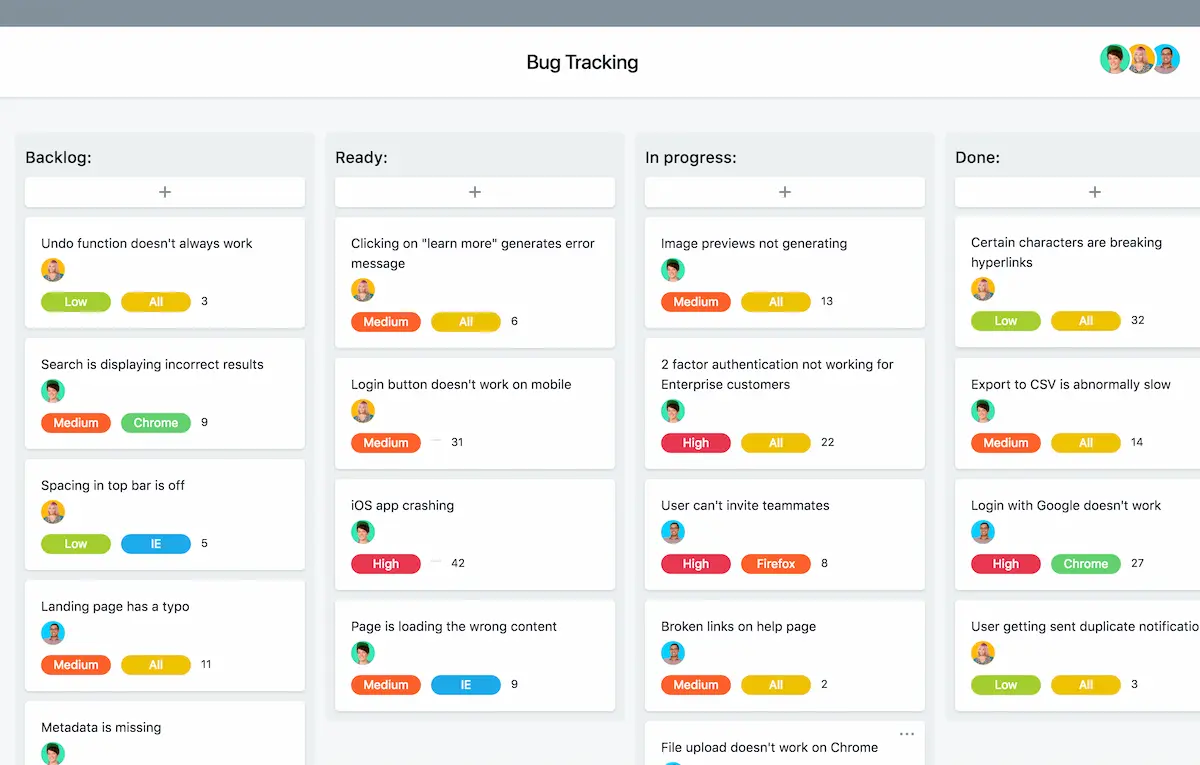 Bug Tracking
Backlog:
+
Undo function doesn't always work
Low All 3
Search is displaying incorrect results
Medium Chrome 9
Spacing in top bar is off
Low IE 5
Landing page has a typo
Medium All 11
Metadata is missing
Ready:
+
Clicking on "learn more" generates error
message
Medium All 6
Login button doesn't work on mobile
Medium — 31
iOS app crashing
High — 42
Page is loading the wrong content
Medium IE 9
In progress:
+
Image previews not generating
Medium All 13
2 factor authentication not working for
Enterprise customers
High All 22
User can't invite teammates
High Firefox 8
Broken links on help page
Medium All 2
File upload doesn't work on Chrome
Done:
+
Certain characters are breaking
hyperlinks
Low All 32
Export to CSV is abnormally slow
Medium All 14
Login with Google doesn't work
High Chrome 27
User getting sent duplicate notificatio
Low All 3